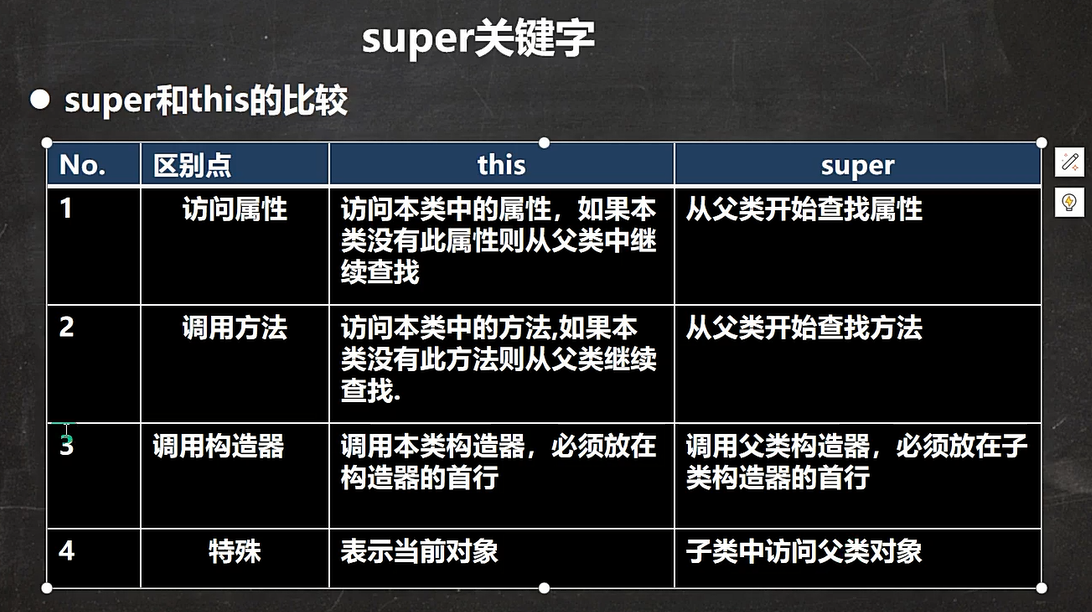 super关键字
super和this的比较
No. 区别点 this super
1 访问属性 访问本类中的属性，如果本 从父类开始查找属性
类没有此属性则从父类中继
续查找
2 调用方法 访问本类中的方法,如果本 从父类开始查找方法
类没有此方法则从父类继续
查找.
3 调用构造器 调用本类构造器，必须放在 调用父类构造器，必须放在子
构造器的首行 类构造器的首行
4 特殊 表示当前对象 子类中访问父类对象